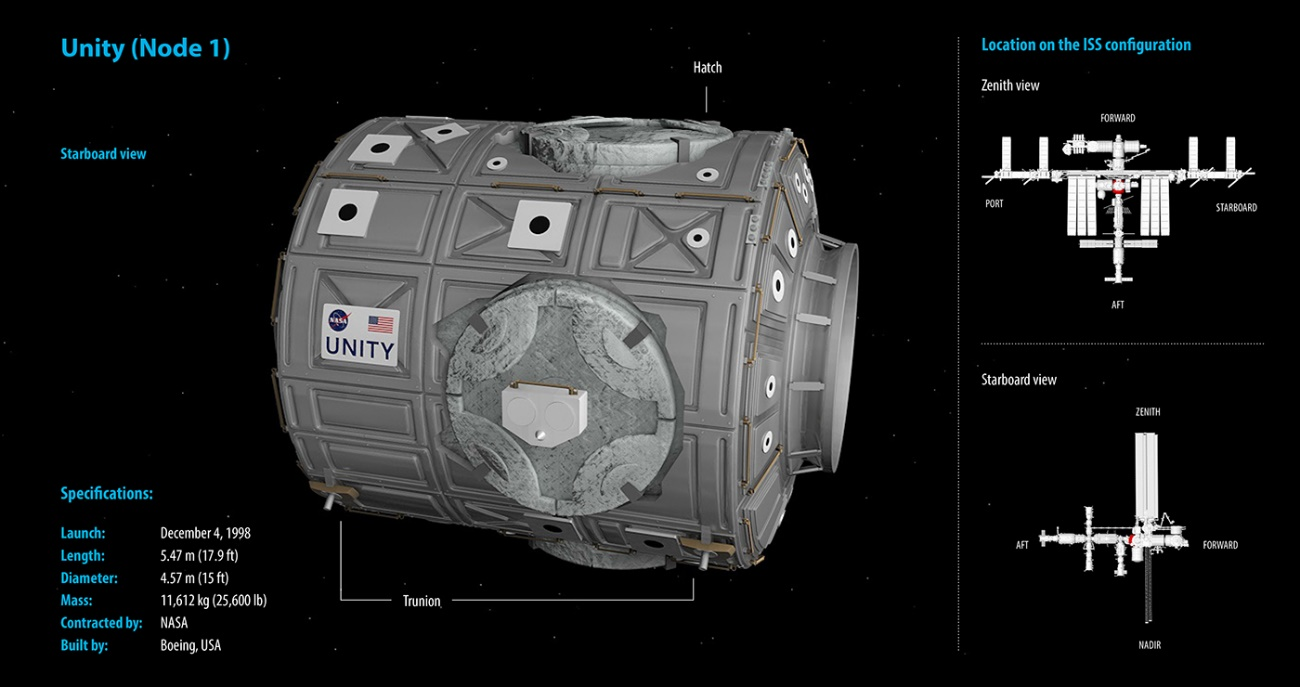 Unity (Node 1)
Starboard view
Hatch
NASA
UNITY
Trunion
Specifications:
Launch: December 4, 1998
Length: 5.47 m (17.9 ft)
Diameter: 4.57 m (15 ft)
Mass: 11,612 kg (25,600 lb)
Contracted by: NASA
Built by: Boeing, USA
Location on the ISS configuration
Zenith view
FORWARD
PORT
STARBOARD
AFT
Starboard view
ZENITH
AFT
FORWARD
NADIR